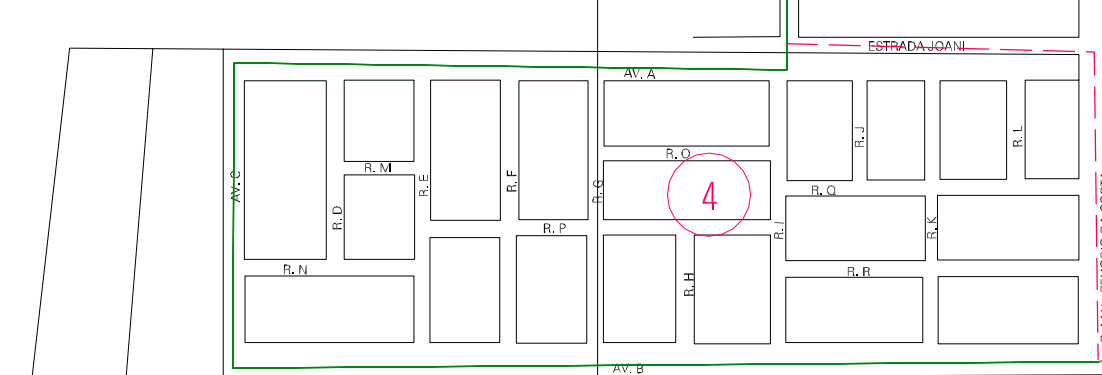 ESTRADA JOANI
AV. A
R. J
R. L
R. O
R. M
R. F
R. E
AV. C
R. G
4
R. Q
R. D
R. P
R. I
R. K
R. N
R. R
R. H
AV. B